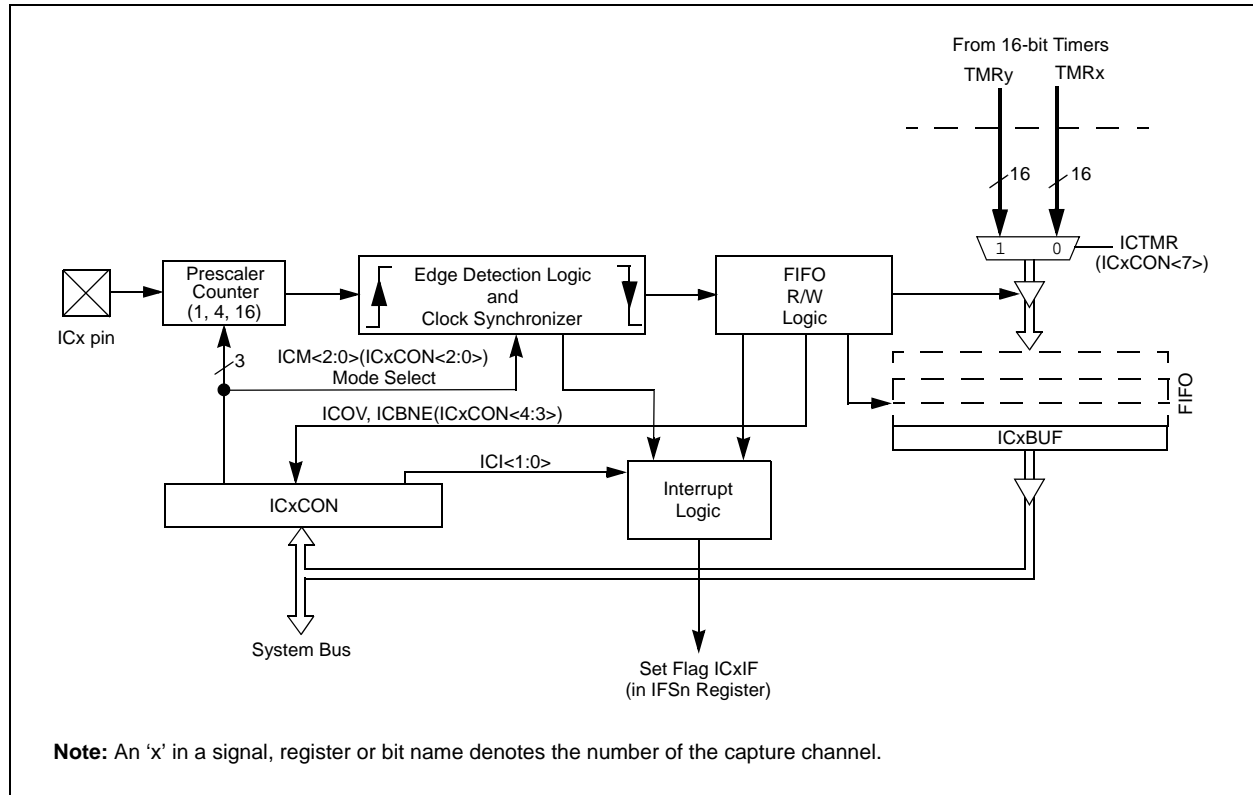 From 16-bit Timers
TMRy TMRx
16 16
1 0
ICTMR
(ICxCON<7>)
Prescaler
Counter
(1, 4, 16)
Edge Detection Logic
and
Clock Synchronizer
FIFO
R/W
Logic
ICx pin
3
ICM<2:0>(ICxCON<2:0>)
Mode Select
FIFO
ICOV, ICBNE(ICxCON<4:3>)
ICxBUF
ICI<1:0>
Interrupt
Logic
ICxCON
System Bus
Set Flag ICxIF
(in IFSn Register)
Note: An ‘x’ in a signal, register or bit name denotes the number of the capture channel.